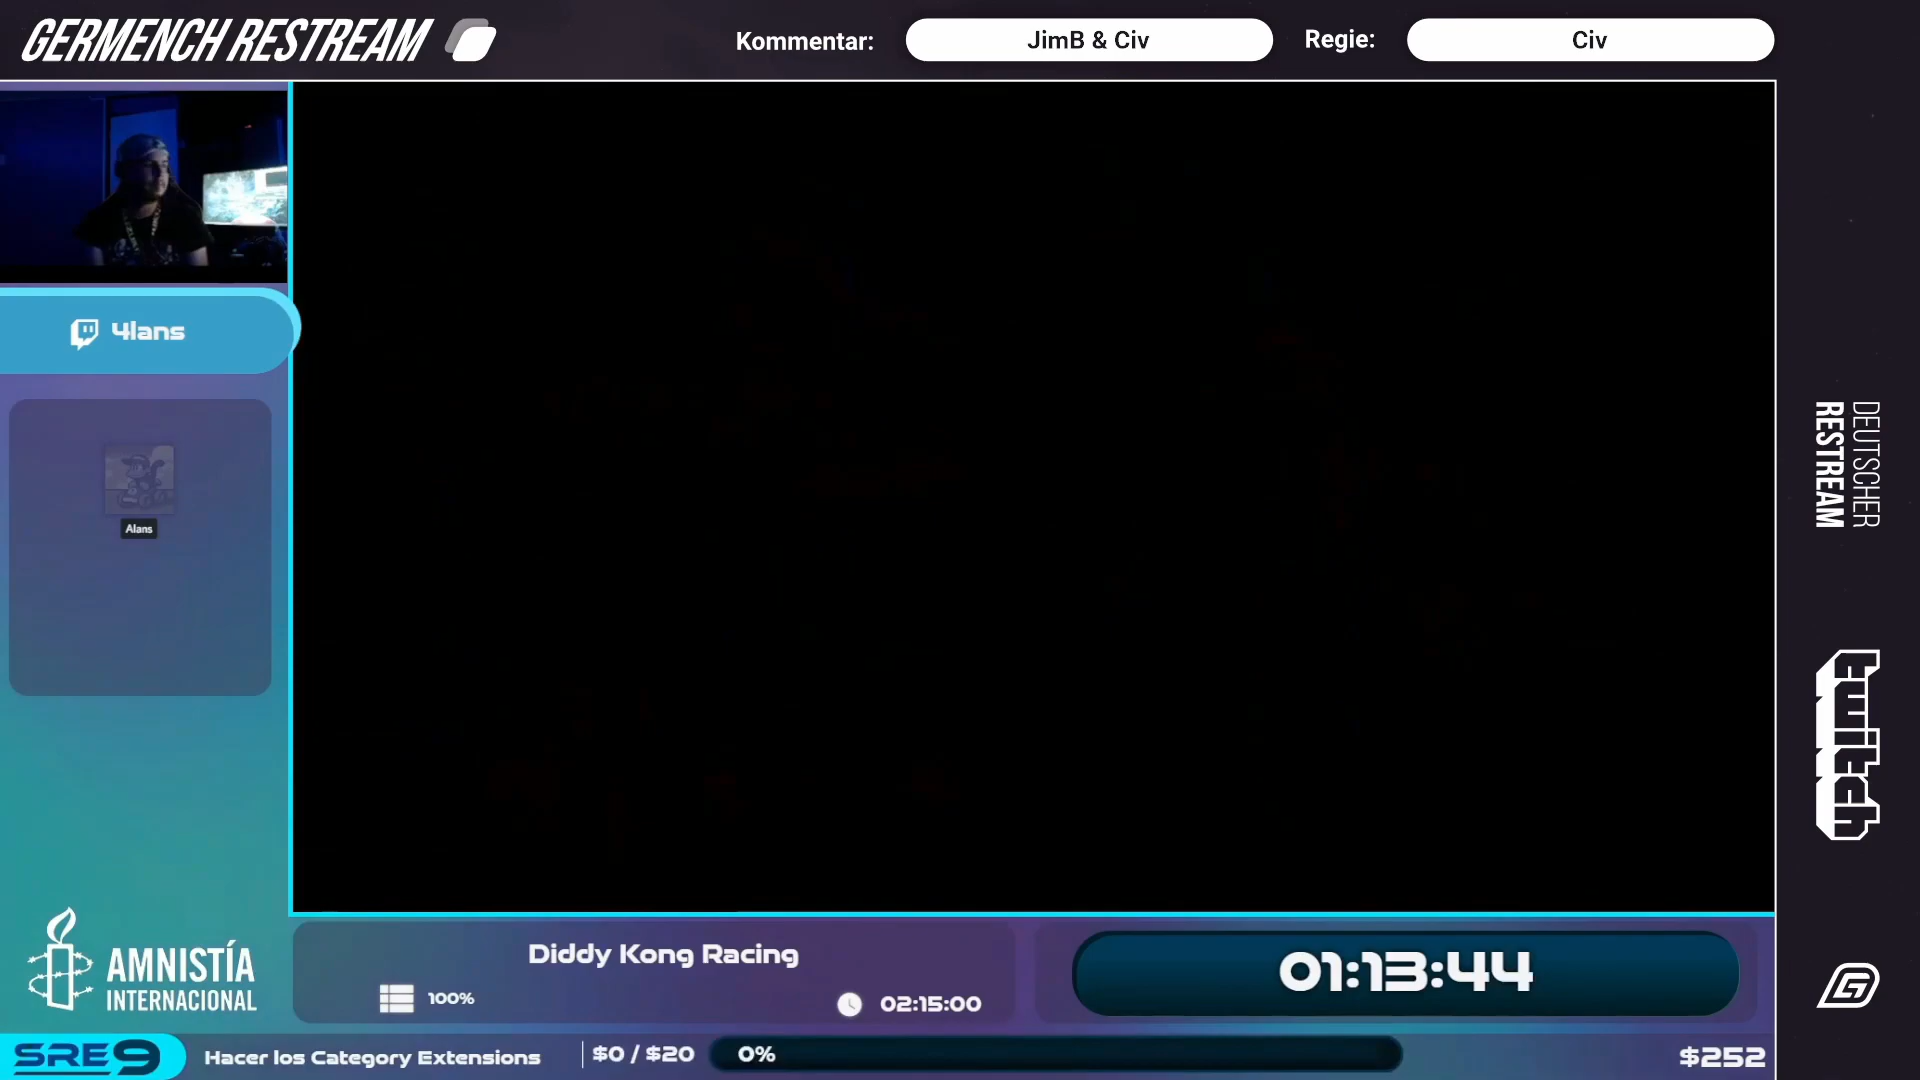 GERMENCH RESTREAM
Kommentar:
JimB & Civ
Regie:
Civ
4lans
Alans
DEUTSCHER
RESTREAM
twitch
AMNISTÍA
INTERNACIONAL
Diddy Kong Racing
100%
02:15:00
01:13:44
SRE9
Hacer los Category Extensions
$0 / $20
0%
$252